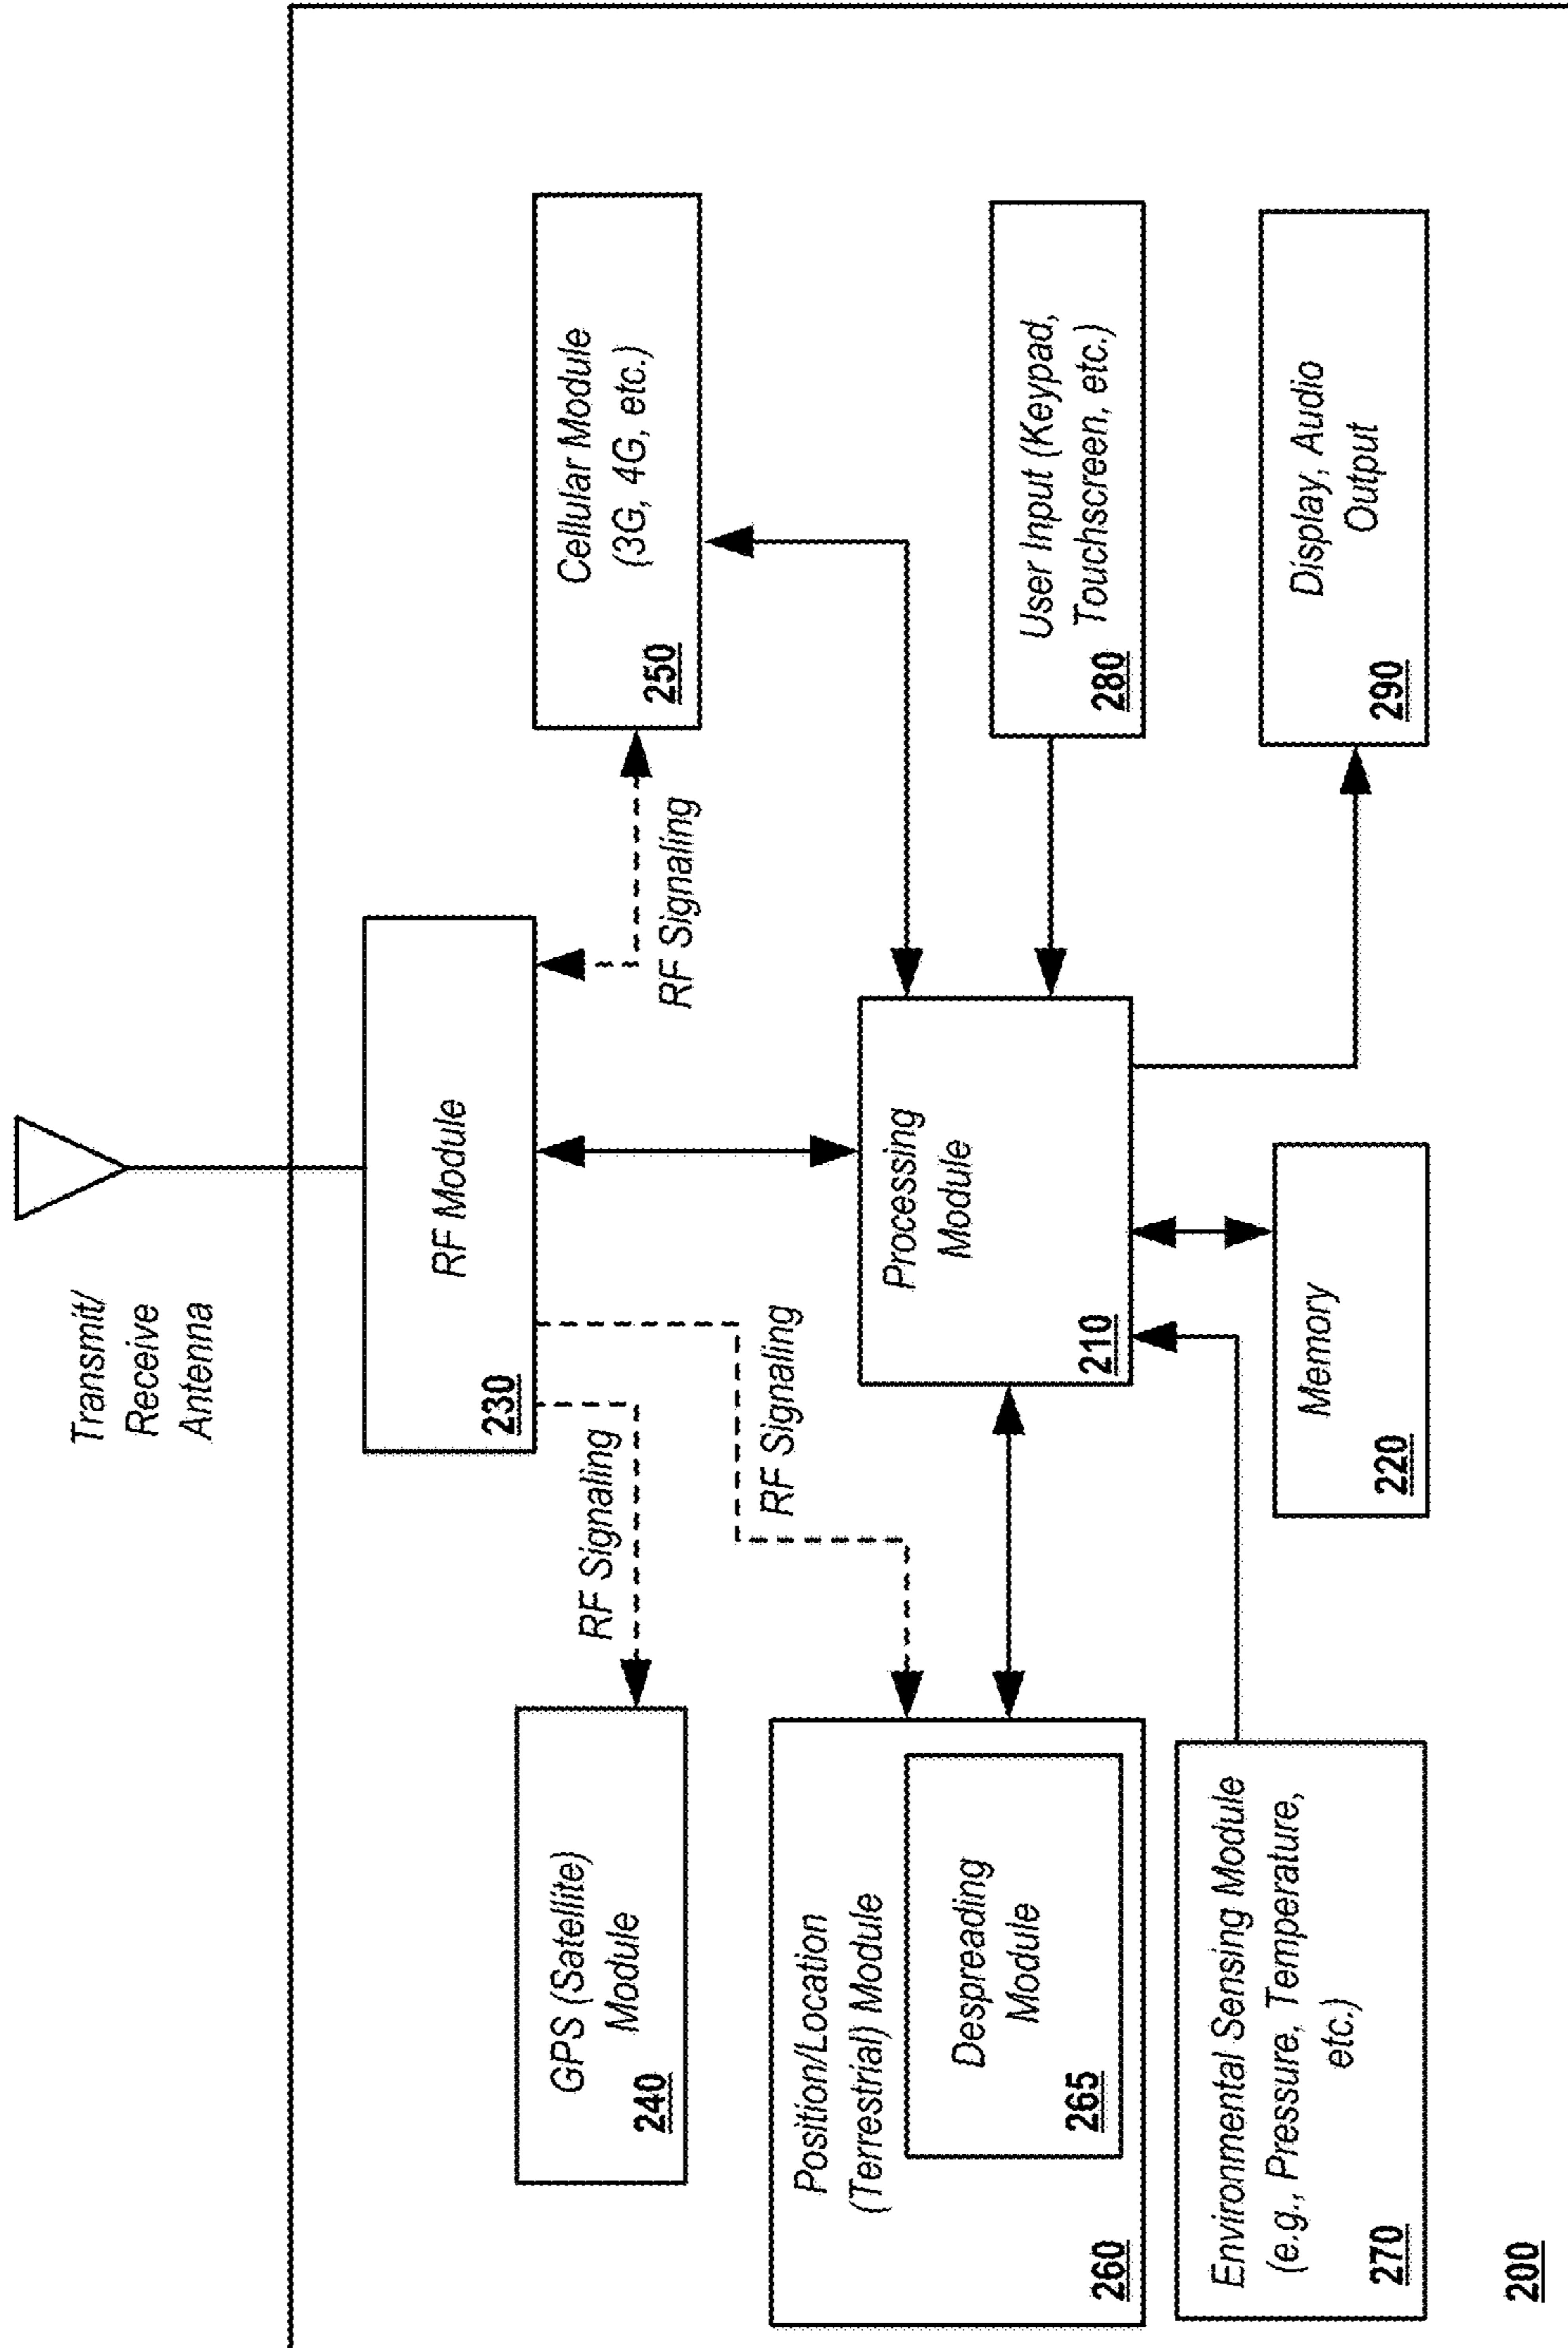 Transmit/
Receive
Antenna
RF Module
230
RF Signaling
RF Signaling
RF Signaling
GPS (Satellite)
Module
240
Cellular Module
(3G, 4G, etc.)
250
Position/Location
(Terrestrial) Module
260
Despreading
Module
265
Processing
Module
210
User Input (Keypad,
Touchscreen, etc.)
280
Environmental Sensing Module
(e.g., Pressure, Temperature,
etc.)
270
Memory
220
Display, Audio
Output
290
200